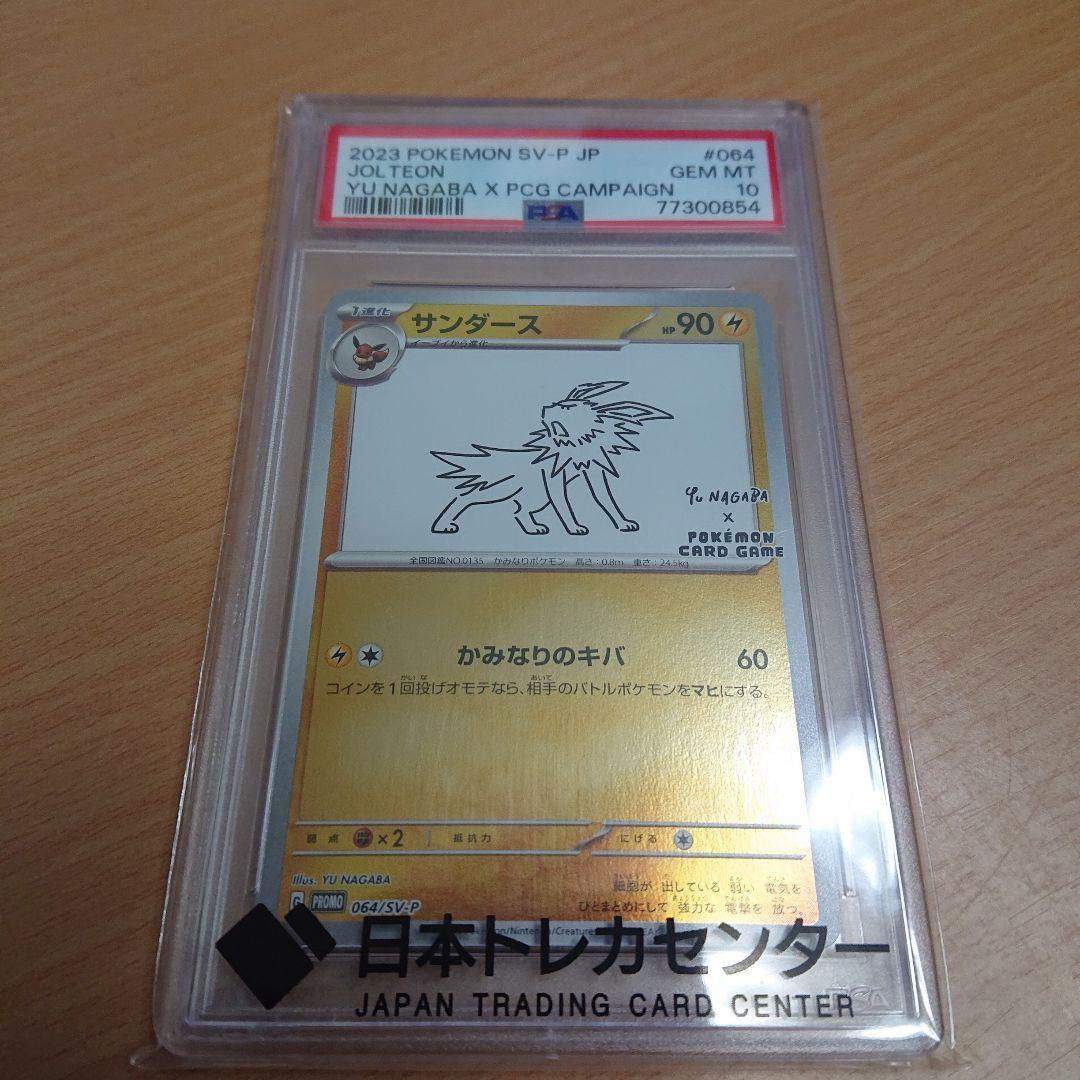 2023 POKEMON SV-P JP #064
JOLTEON GEM MT
YU NAGABA X PCG CAMPAIGN 10
PSA 77300854
1進化
サンダース HP90
イーブイから進化
YU NAGABA
×
POKÉMON
CARD GAME
全国図鑑NO.0135 かみなりポケモン 高さ:0.8m 重さ:24.5kg
かみなりのキバ 60
コインを1回投げオモテなら、相手のバトルポケモンをマヒにする。
弱点 ×2 抵抗力 にげる
Illus. YU NAGABA
細胞が 出している 弱い 電気を
ひとまとめにして 強力な 電撃を 放つ。
G PROMO 064/SV-P
日本トレカセンター
JAPAN TRADING CARD CENTER